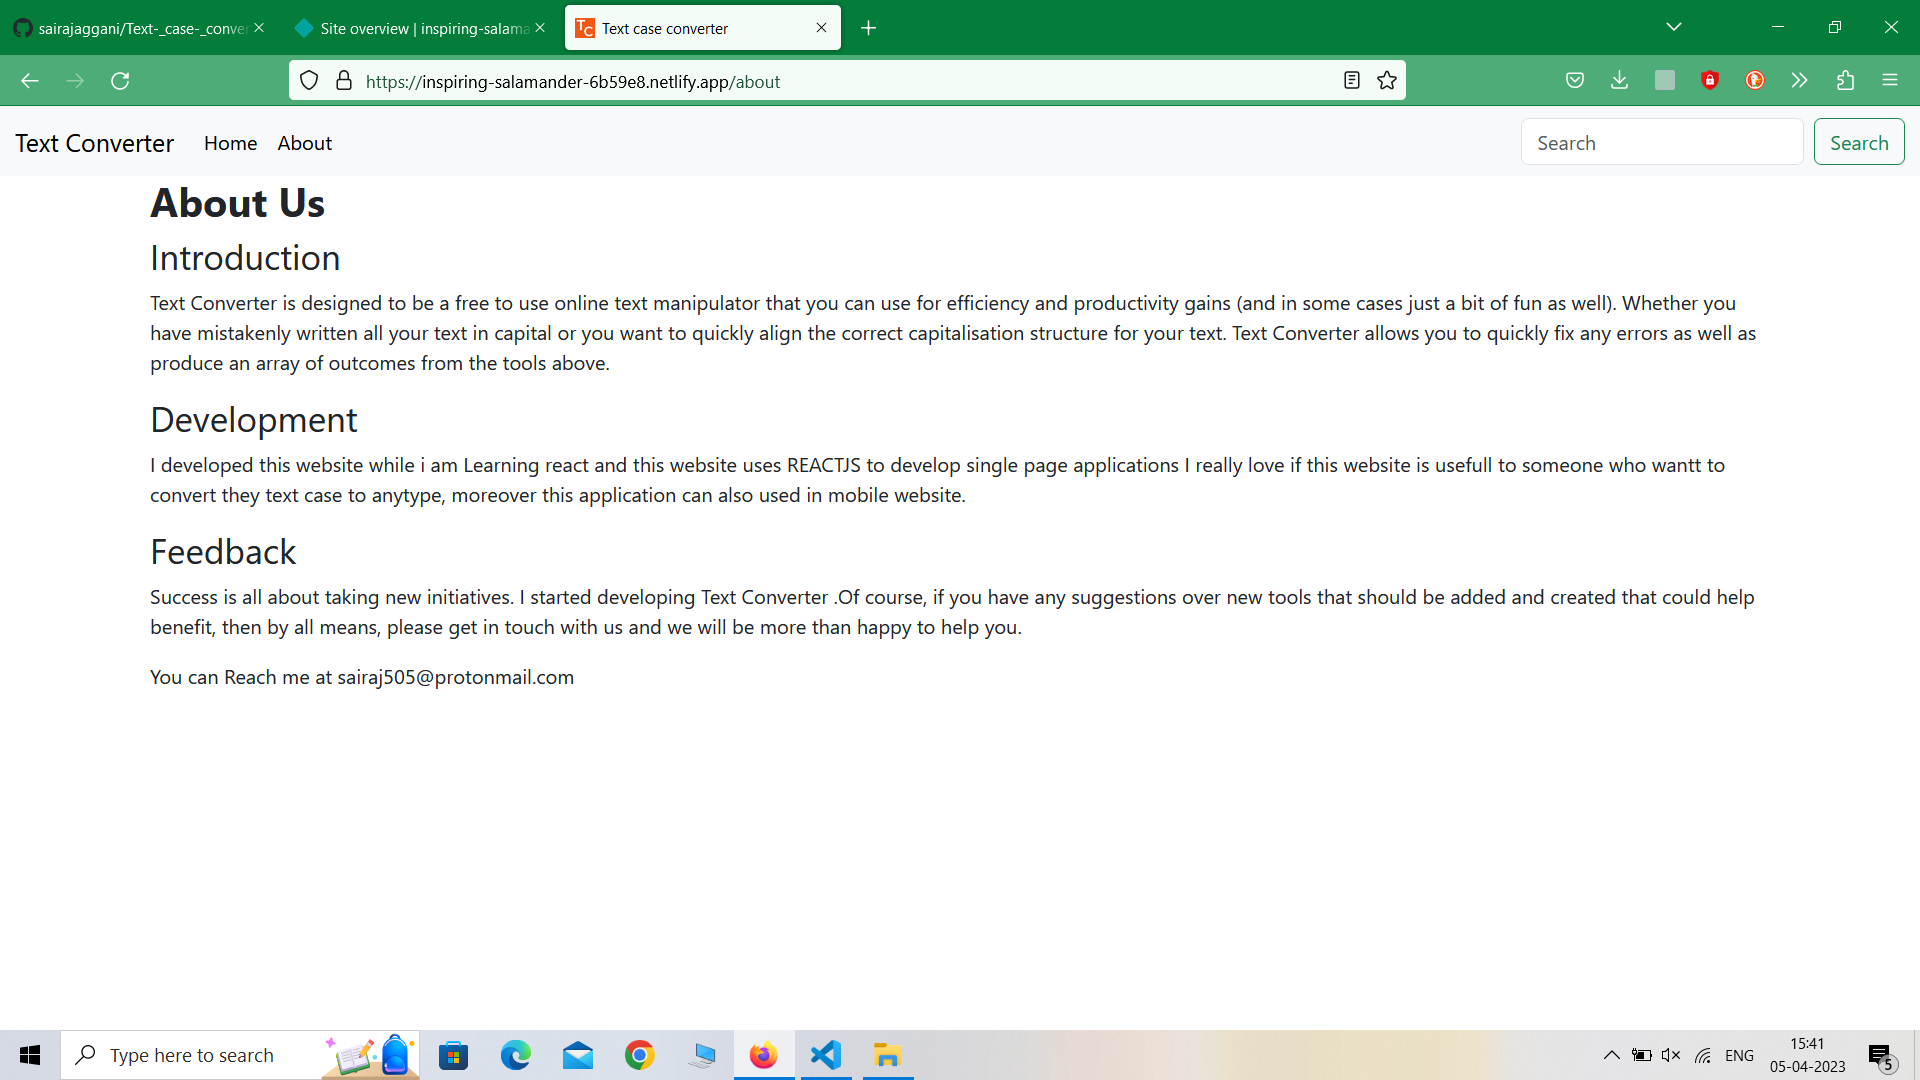 sairajaggani/Text-_case-_conver
Site overview | inspiring-salama
Text case converter
https://inspiring-salamander-6b59e8.netlify.app/about
Text Converter Home About Search Search
About Us
Introduction
Text Converter is designed to be a free to use online text manipulator that you can use for efficiency and productivity gains (and in some cases just a bit of fun as well). Whether you
have mistakenly written all your text in capital or you want to quickly align the correct capitalisation structure for your text. Text Converter allows you to quickly fix any errors as well as
produce an array of outcomes from the tools above.
Development
I developed this website while i am Learning react and this website uses REACTJS to develop single page applications I really love if this website is usefull to someone who wantt to
convert they text case to anytype, moreover this application can also used in mobile website.
Feedback
Success is all about taking new initiatives. I started developing Text Converter .Of course, if you have any suggestions over new tools that should be added and created that could help
benefit, then by all means, please get in touch with us and we will be more than happy to help you.
You can Reach me at sairaj505@protonmail.com
Type here to search
ENG
15:41
05-04-2023
5